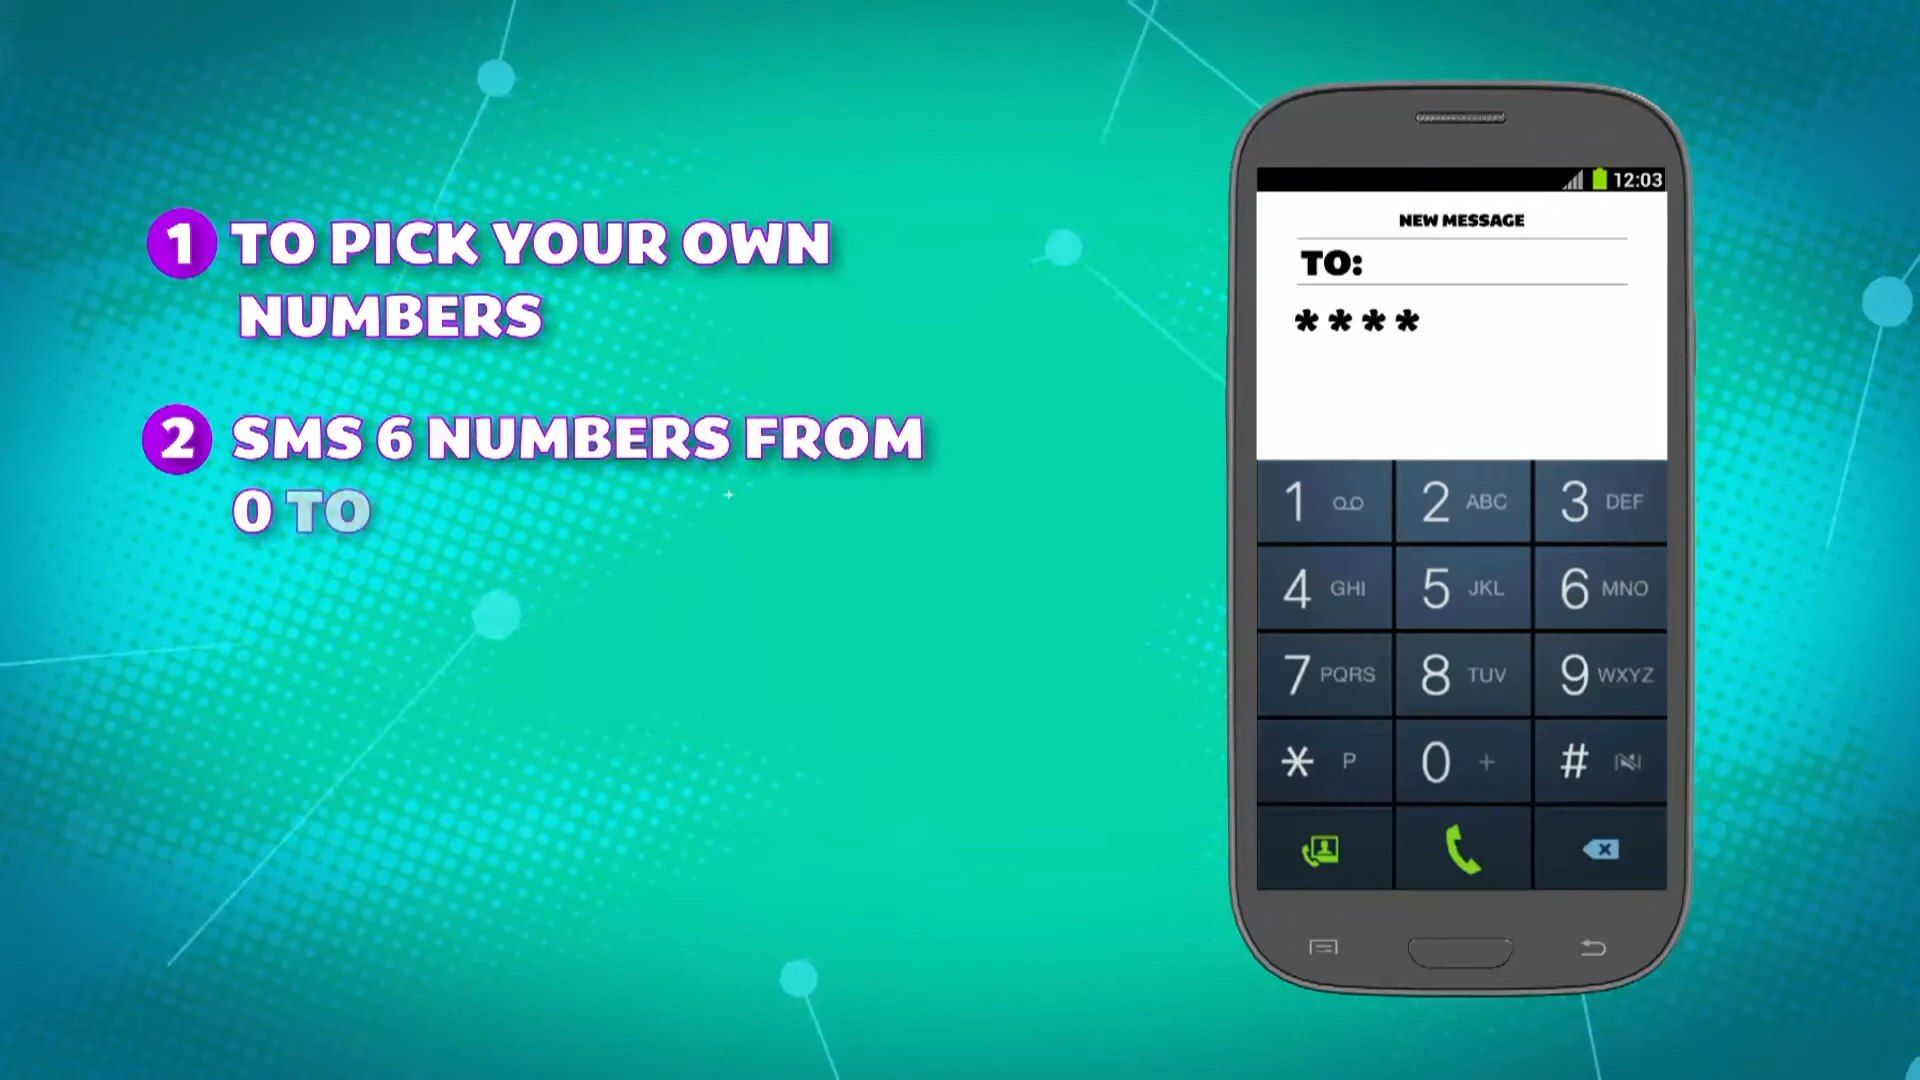 1 TO PICK YOUR OWN
NUMBERS
2 SMS 6 NUMBERS FROM
0 TO
12:03
NEW MESSAGE
TO:
****
1
2 ABC
3 DEF
4 GHI
5 JKL
6 MNO
7 PQRS
8 TUV
9 WXYZ
* P
0 +
#